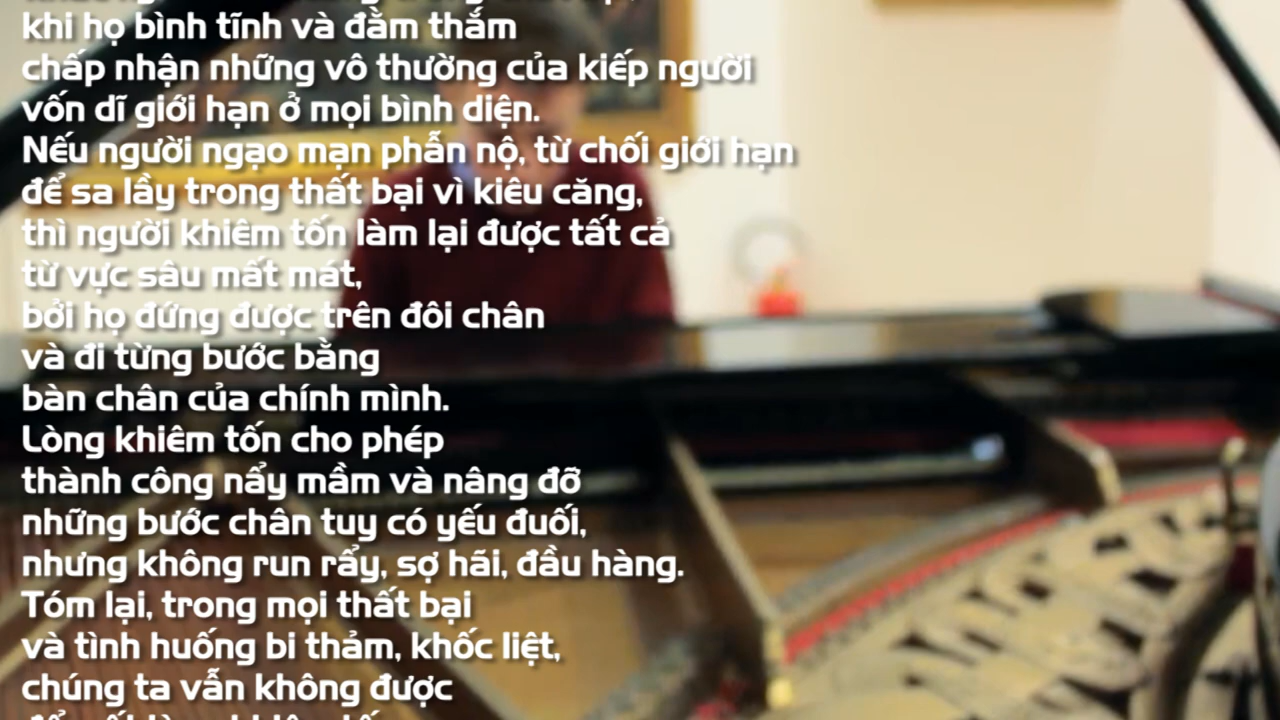 khi họ bình tĩnh và đằm thắm
chấp nhận những vô thường của kiếp người
vốn dĩ giới hạn ở mọi bình diện.
Nếu người ngạo mạn phẫn nộ, từ chối giới hạn
để sa lầy trong thất bại vì kiêu căng,
thì người khiêm tốn làm lại được tất cả
từ vực sâu mất mát,
bởi họ đứng được trên đôi chân
và đi từng bước bằng
bàn chân của chính mình.
Lòng khiêm tốn cho phép
thành công nẩy mầm và nâng đỡ
những bước chân tuy có yếu đuối,
nhưng không run rẩy, sợ hãi, đầu hàng.
Tóm lại, trong mọi thất bại
và tình huống bi thảm, khốc liệt,
chúng ta vẫn không được